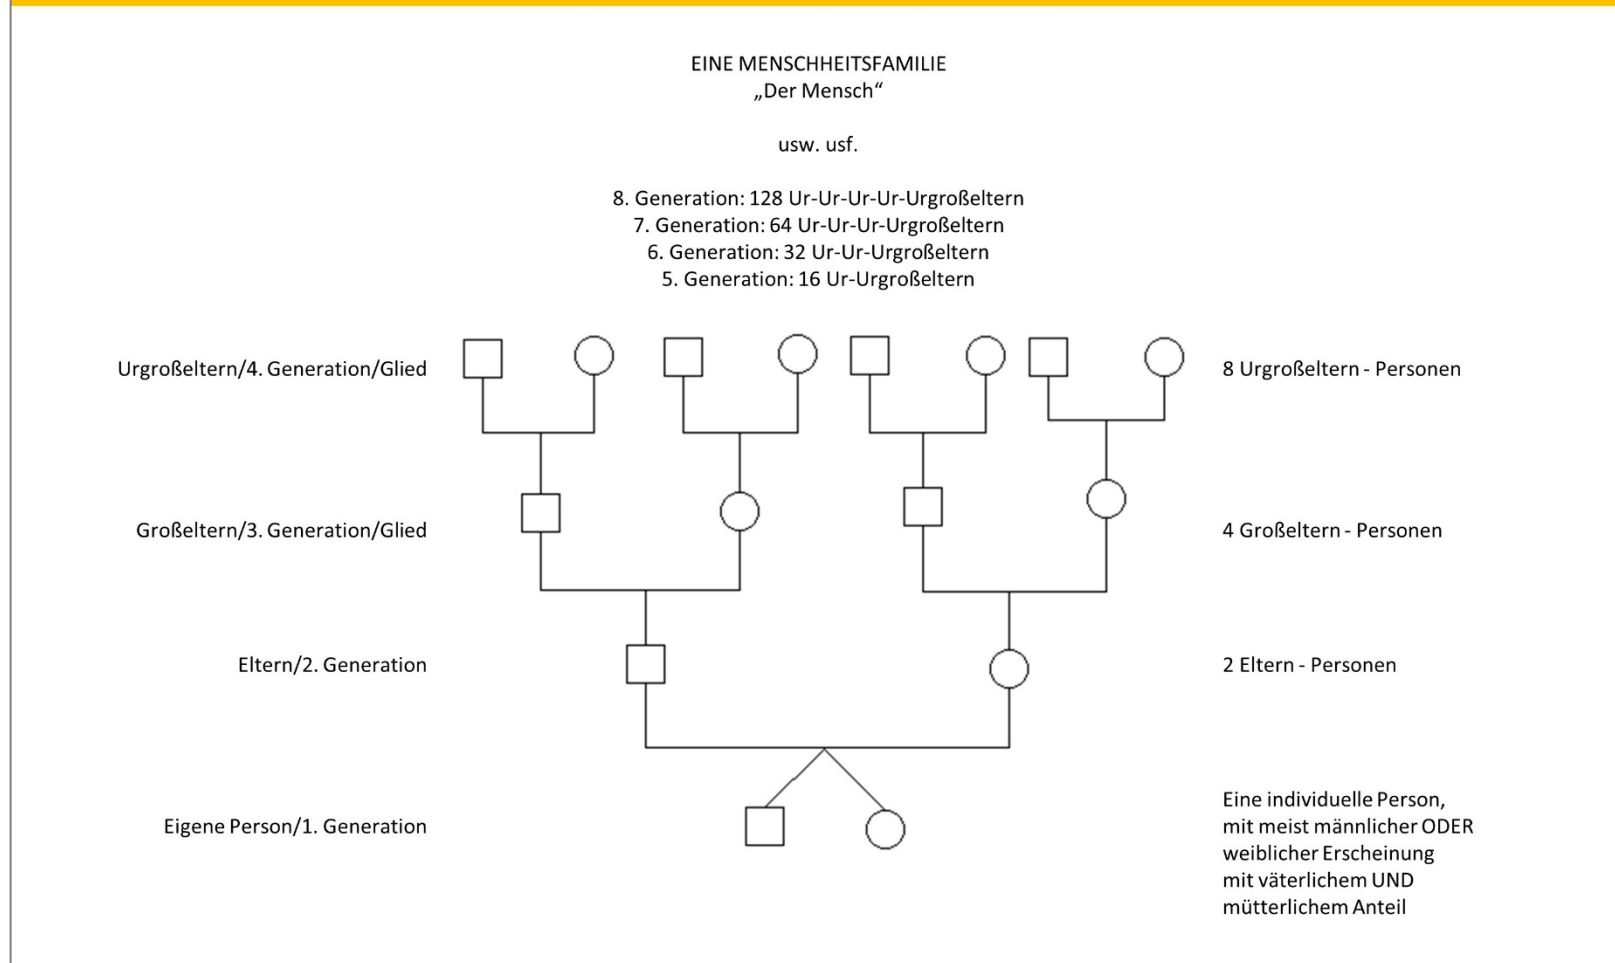 EINE MENSCHHEITSFAMILIE
„Der Mensch“
usw. usf.
8. Generation: 128 Ur-Ur-Ur-Ur-Urgroßeltern
7. Generation: 64 Ur-Ur-Ur-Urgroßeltern
6. Generation: 32 Ur-Ur-Urgroßeltern
5. Generation: 16 Ur-Urgroßeltern
Urgroßeltern/4. Generation/Glied
8 Urgroßeltern - Personen
Großeltern/3. Generation/Glied
4 Großeltern - Personen
Eltern/2. Generation
2 Eltern - Personen
Eigene Person/1. Generation
Eine individuelle Person,
mit meist männlicher ODER
weiblicher Erscheinung
mit väterlichem UND
mütterlichem Anteil